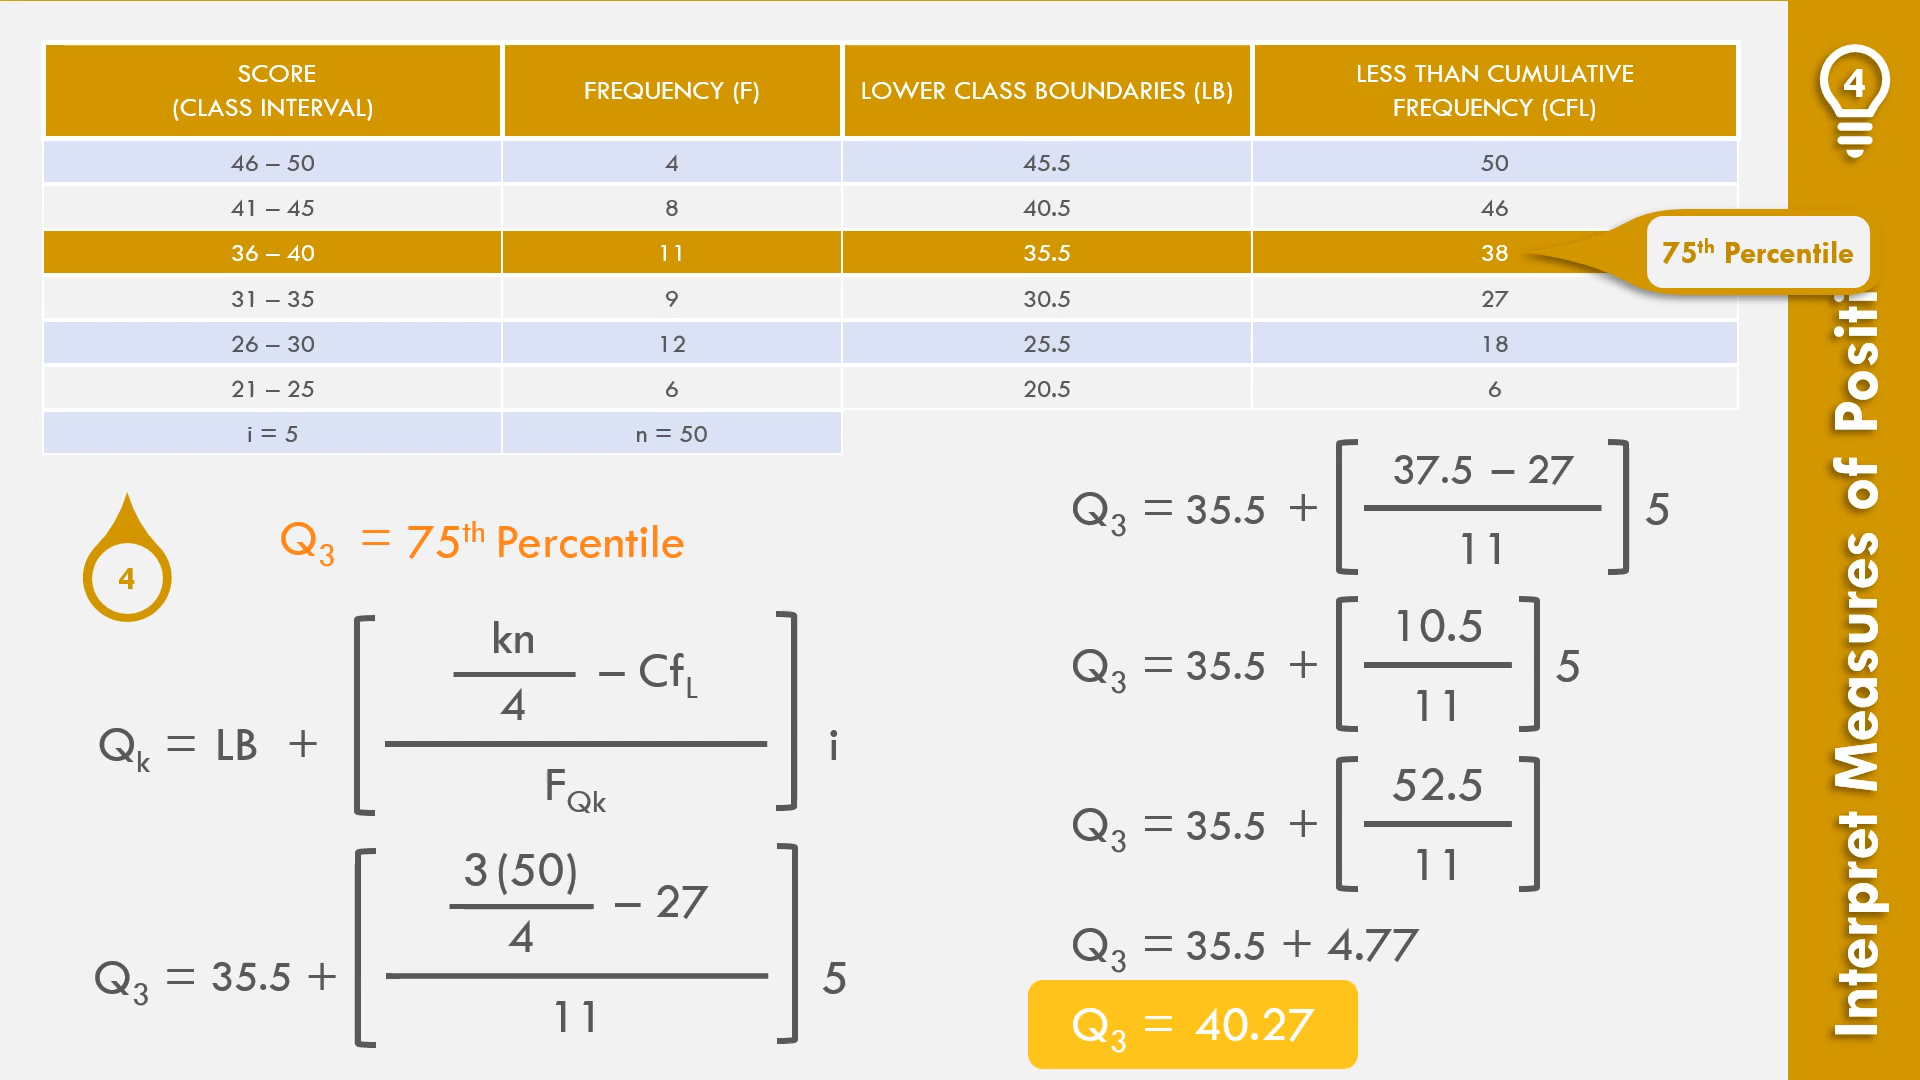 SCORE
(CLASS INTERVAL)
FREQUENCY (F)
LOWER CLASS BOUNDARIES (LB)
LESS THAN CUMULATIVE
FREQUENCY (CFL)
46 – 50 4 45.5 50
41 – 45 8 40.5 46
36 – 40 11 35.5 38
31 – 35 9 30.5 27
26 – 30 12 25.5 18
21 – 25 6 20.5 6
i = 5 n = 50
75th Percentile
4
Q3 = 75th Percentile
kn
– CfL
4
Qk = LB + i
FQk
3 (50)
– 27
4
Q3 = 35.5 + 5
11
37.5 – 27
Q3 = 35.5 + 5
11
10.5
Q3 = 35.5 + 5
11
52.5
Q3 = 35.5 +
11
Q3 = 35.5 + 4.77
Q3 = 40.27
4
Interpret Measures of Positi